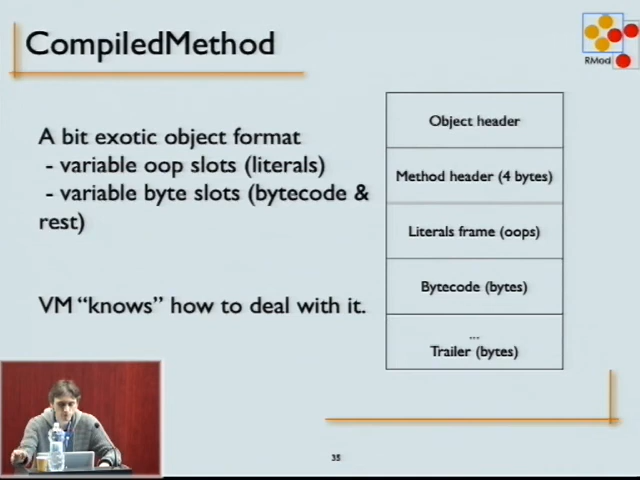 CompiledMethod
RMod
A bit exotic object format
- variable oop slots (literals)
- variable byte slots (bytecode &
rest)
VM “knows” how to deal with it.
Object header
Method header (4 bytes)
Literals frame (oops)
Bytecode (bytes)
...
Trailer (bytes)
35